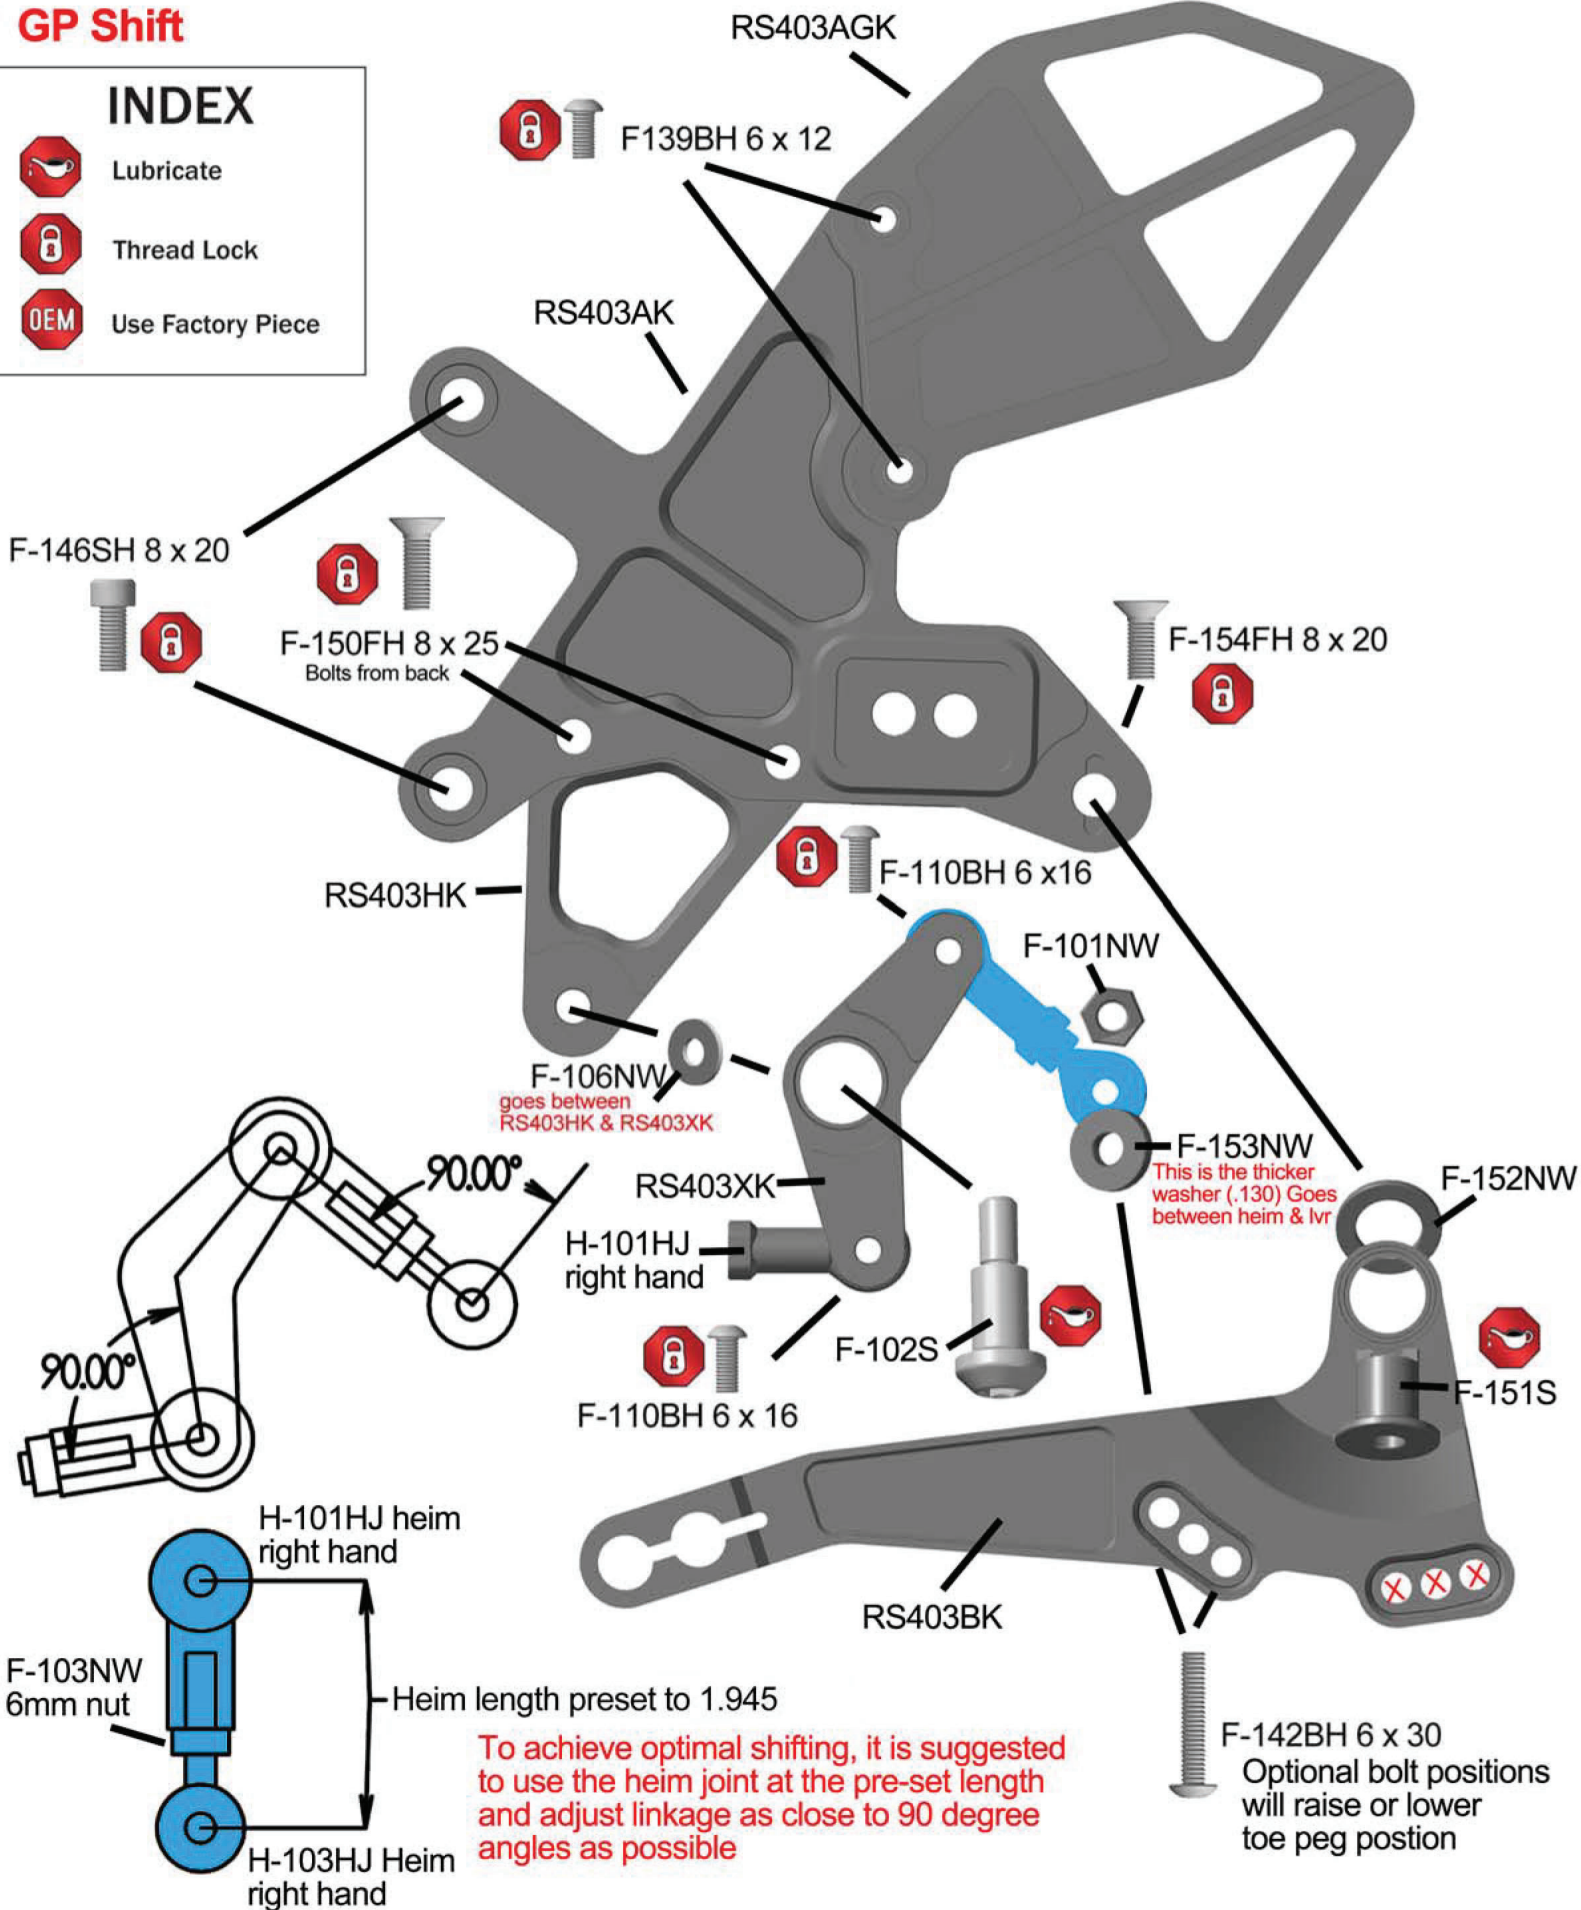 GP Shift
INDEX
Lubricate
Thread Lock
OEM
Use Factory Piece
RS403AGK
F139BH 6 x 12
RS403AK
F-146SH 8 x 20
F-150FH 8 x 25
Bolts from back
F-154FH 8 x 20
RS403HK
F-110BH 6 x16
F-101NW
F-106NW
goes between
RS403HK & RS403XK
F-153NW
This is the thicker
washer (.130) Goes
between heim & lvr
F-152NW
RS403XK
H-101HJ
right hand
F-102S
F-151S
F-110BH 6 x 16
90.00°
90.00°
RS403BK
X X X
H-101HJ heim
right hand
F-103NW
6mm nut
Heim length preset to 1.945
H-103HJ Heim
right hand
To achieve optimal shifting, it is suggested
to use the heim joint at the pre-set length
and adjust linkage as close to 90 degree
angles as possible
F-142BH 6 x 30
Optional bolt positions
will raise or lower
toe peg postion